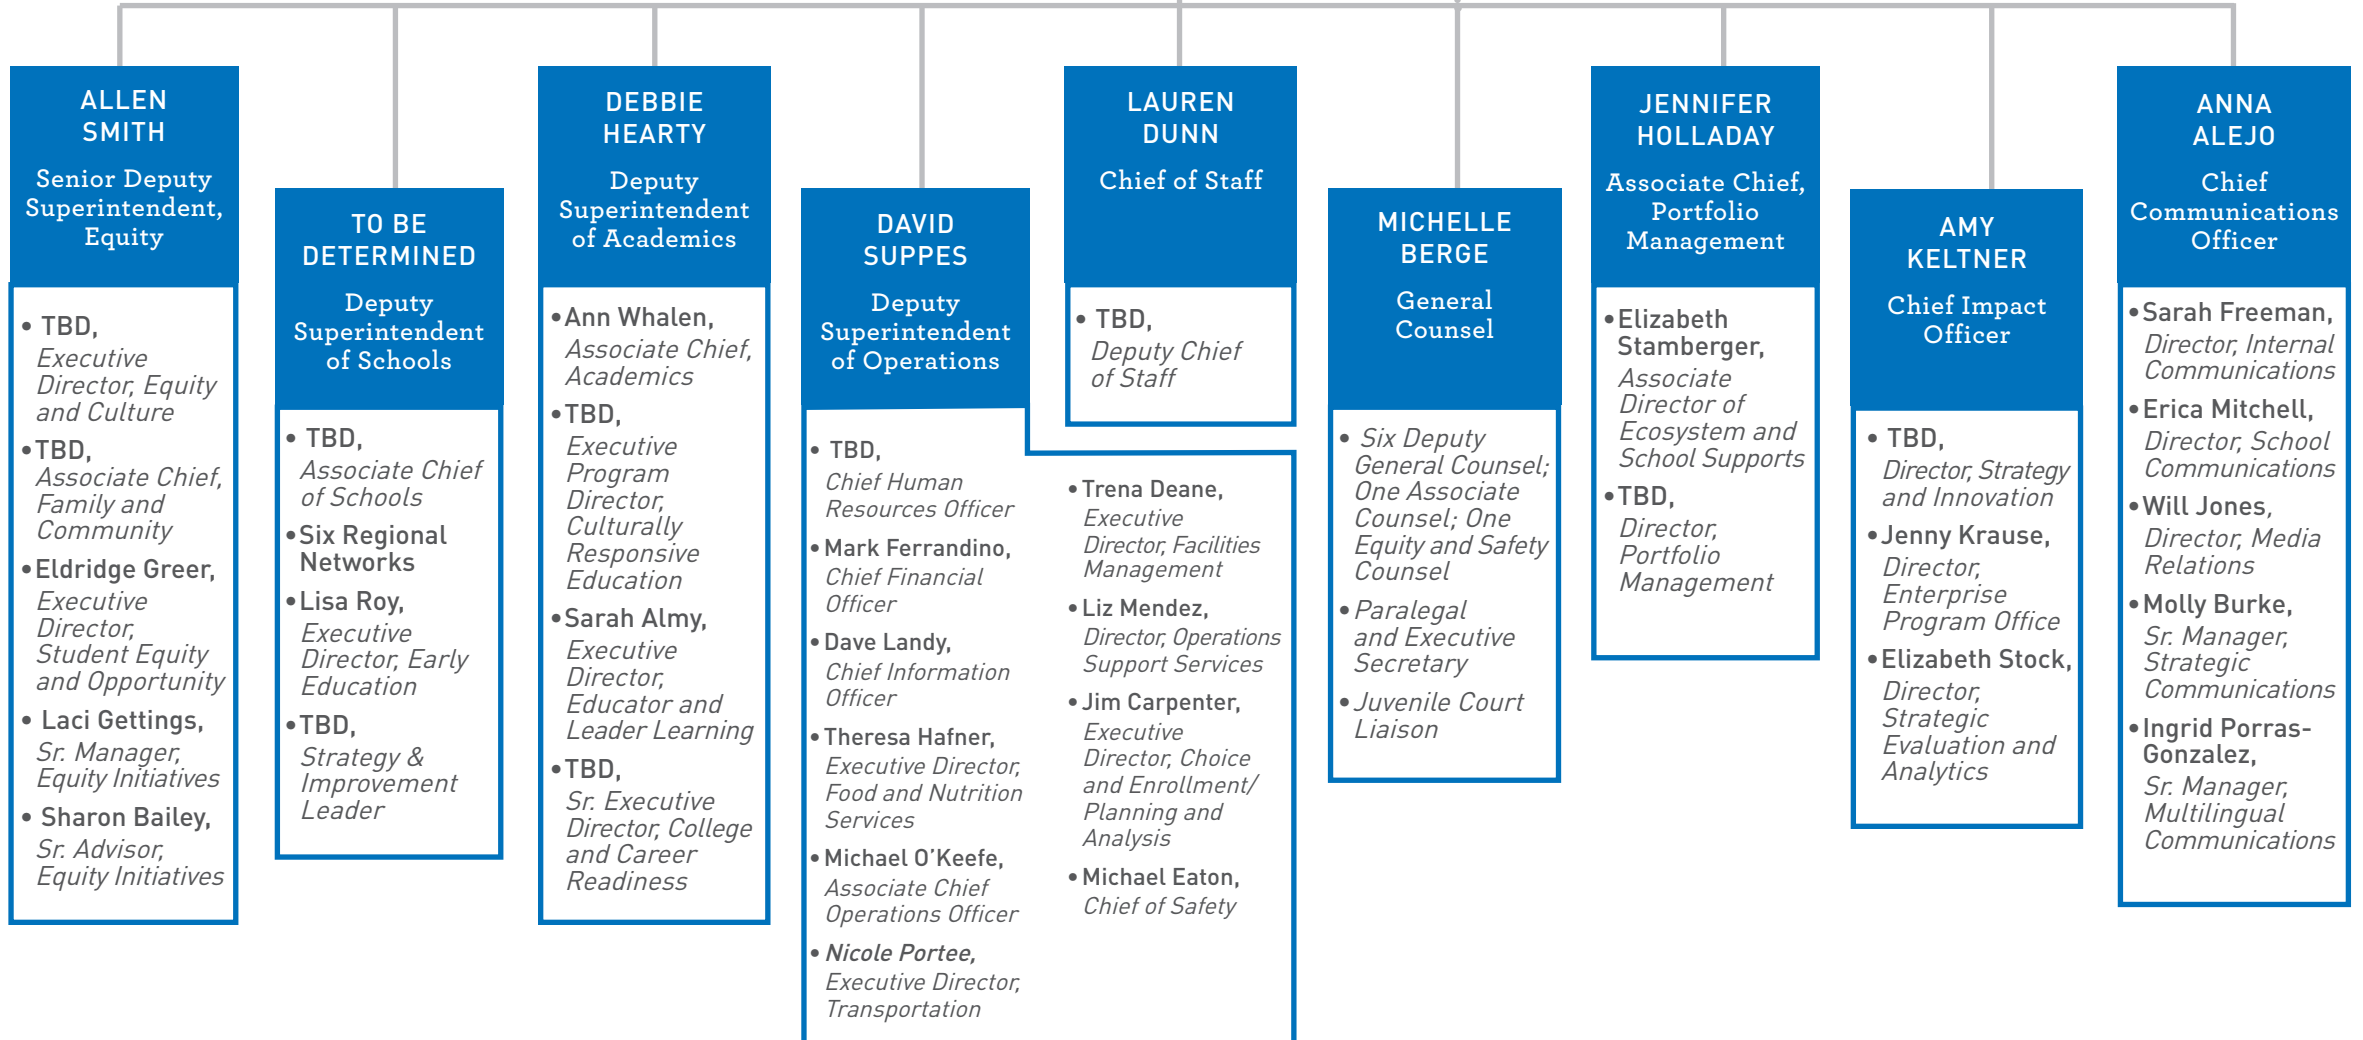 ALLEN
SMITH
Senior Deputy
Superintendent,
Equity
• TBD,
Executive
Director, Equity
and Culture
• TBD,
Associate Chief,
Family and
Community
• Eldridge Greer,
Executive
Director,
Student Equity
and Opportunity
• Laci Gettings,
Sr. Manager,
Equity Initiatives
• Sharon Bailey,
Sr. Advisor,
Equity Initiatives
TO BE
DETERMINED
Deputy
Superintendent
of Schools
• TBD,
Associate Chief
of Schools
• Six Regional
Networks
• Lisa Roy,
Executive
Director, Early
Education
• TBD,
Strategy &
Improvement
Leader
DEBBIE
HEARTY
Deputy
Superintendent
of Academics
• Ann Whalen,
Associate Chief,
Academics
• TBD,
Executive
Program
Director,
Culturally
Responsive
Education
• Sarah Almy,
Executive
Director,
Educator and
Leader Learning
• TBD,
Sr. Executive
Director, College
and Career
Readiness
DAVID
SUPPES
Deputy
Superintendent
of Operations
• TBD,
Chief Human
Resources Officer
• Mark Ferrandino,
Chief Financial
Officer
• Dave Landy,
Chief Information
Officer
• Theresa Hafner,
Executive Director,
Food and Nutrition
Services
• Michael O'Keefe,
Associate Chief
Operations Officer
• Nicole Portee,
Executive Director,
Transportation
• Trena Deane,
Executive
Director, Facilities
Management
• Liz Mendez,
Director, Operations
Support Services
• Jim Carpenter,
Executive
Director, Choice
and Enrollment/
Planning and
Analysis
• Michael Eaton,
Chief of Safety
LAUREN
DUNN
Chief of Staff
• TBD,
Deputy Chief
of Staff
MICHELLE
BERGE
General
Counsel
• Six Deputy
General Counsel;
One Associate
Counsel; One
Equity and Safety
Counsel
• Paralegal
and Executive
Secretary
• Juvenile Court
Liaison
JENNIFER
HOLLADAY
Associate Chief,
Portfolio
Management
• Elizabeth
Stamberger,
Associate
Director of
Ecosystem and
School Supports
• TBD,
Director,
Portfolio
Management
AMY
KELTNER
Chief Impact
Officer
• TBD,
Director, Strategy
and Innovation
• Jenny Krause,
Director,
Enterprise
Program Office
• Elizabeth Stock,
Director,
Strategic
Evaluation and
Analytics
ANNA
ALEJO
Chief
Communications
Officer
• Sarah Freeman,
Director, Internal
Communications
• Erica Mitchell,
Director, School
Communications
• Will Jones,
Director, Media
Relations
• Molly Burke,
Sr. Manager,
Strategic
Communications
• Ingrid Porras-
Gonzalez,
Sr. Manager,
Multilingual
Communications